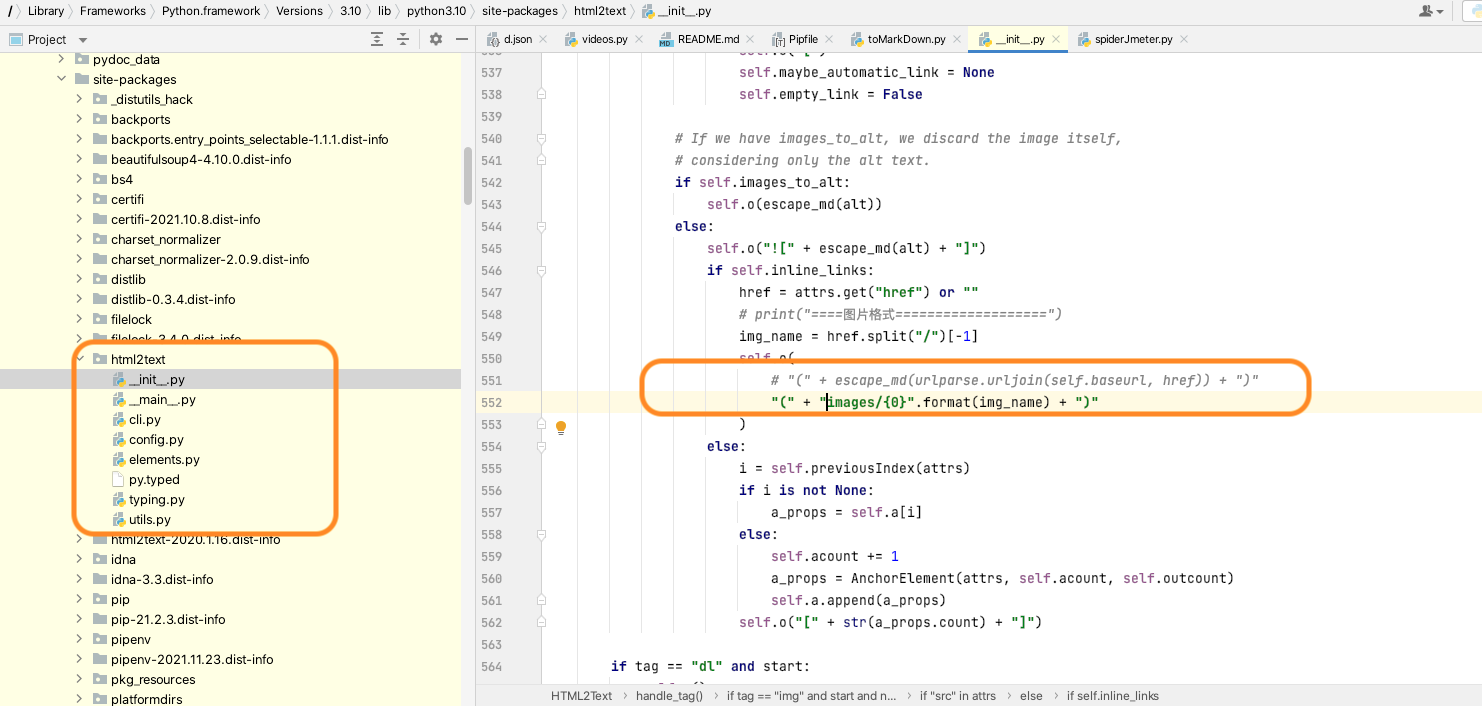 / Library Frameworks Python.framework Versions 3.10 lib python3.10 site-packages html2text __init__.py
Project
d.json videos.py README.md Pipfile toMarkDown.py __init__.py spiderJmeter.py
pydoc_data
site-packages
_distutils_hack
backports
backports.entry_points_selectable-1.1.1.dist-info
beautifulsoup4-4.10.0.dist-info
bs4
certifi
certifi-2021.10.8.dist-info
charset_normalizer
charset_normalizer-2.0.9.dist-info
distlib
distlib-0.3.4.dist-info
filelock
filelock-3.4.0.dist-info
html2text
__init__.py
__main__.py
cli.py
config.py
elements.py
py.typed
typing.py
utils.py
html2text-2020.1.16.dist-info
idna
idna-3.3.dist-info
pip
pip-21.2.3.dist-info
pipenv
pipenv-2021.11.23.dist-info
pkg_resources
platformdirs
537 self.maybe_automatic_link = None
538 self.empty_link = False
539
540 # If we have images_to_alt, we discard the image itself,
541 # considering only the alt text.
542 if self.images_to_alt:
543 self.o(escape_md(alt))
544 else:
545 self.o("![" + escape_md(alt) + "]")
546 if self.inline_links:
547 href = attrs.get("href") or ""
548 # print("====图片格式===================")
549 img_name = href.split("/")[-1]
550 self.o(
551 # "(" + escape_md(urlparse.urljoin(self.baseurl, href)) + ")"
552 "(" + "images/{0}".format(img_name) + ")"
553 )
554 else:
555 i = self.previousIndex(attrs)
556 if i is not None:
557 a_props = self.a[i]
558 else:
559 self.acount += 1
560 a_props = AnchorElement(attrs, self.acount, self.outcount)
561 self.a.append(a_props)
562 self.o("[" + str(a_props.count) + "]")
563
564 if tag == "dl" and start:
HTML2Text handle_tag() if tag == "img" and start and n... if "src" in attrs else if self.inline_links